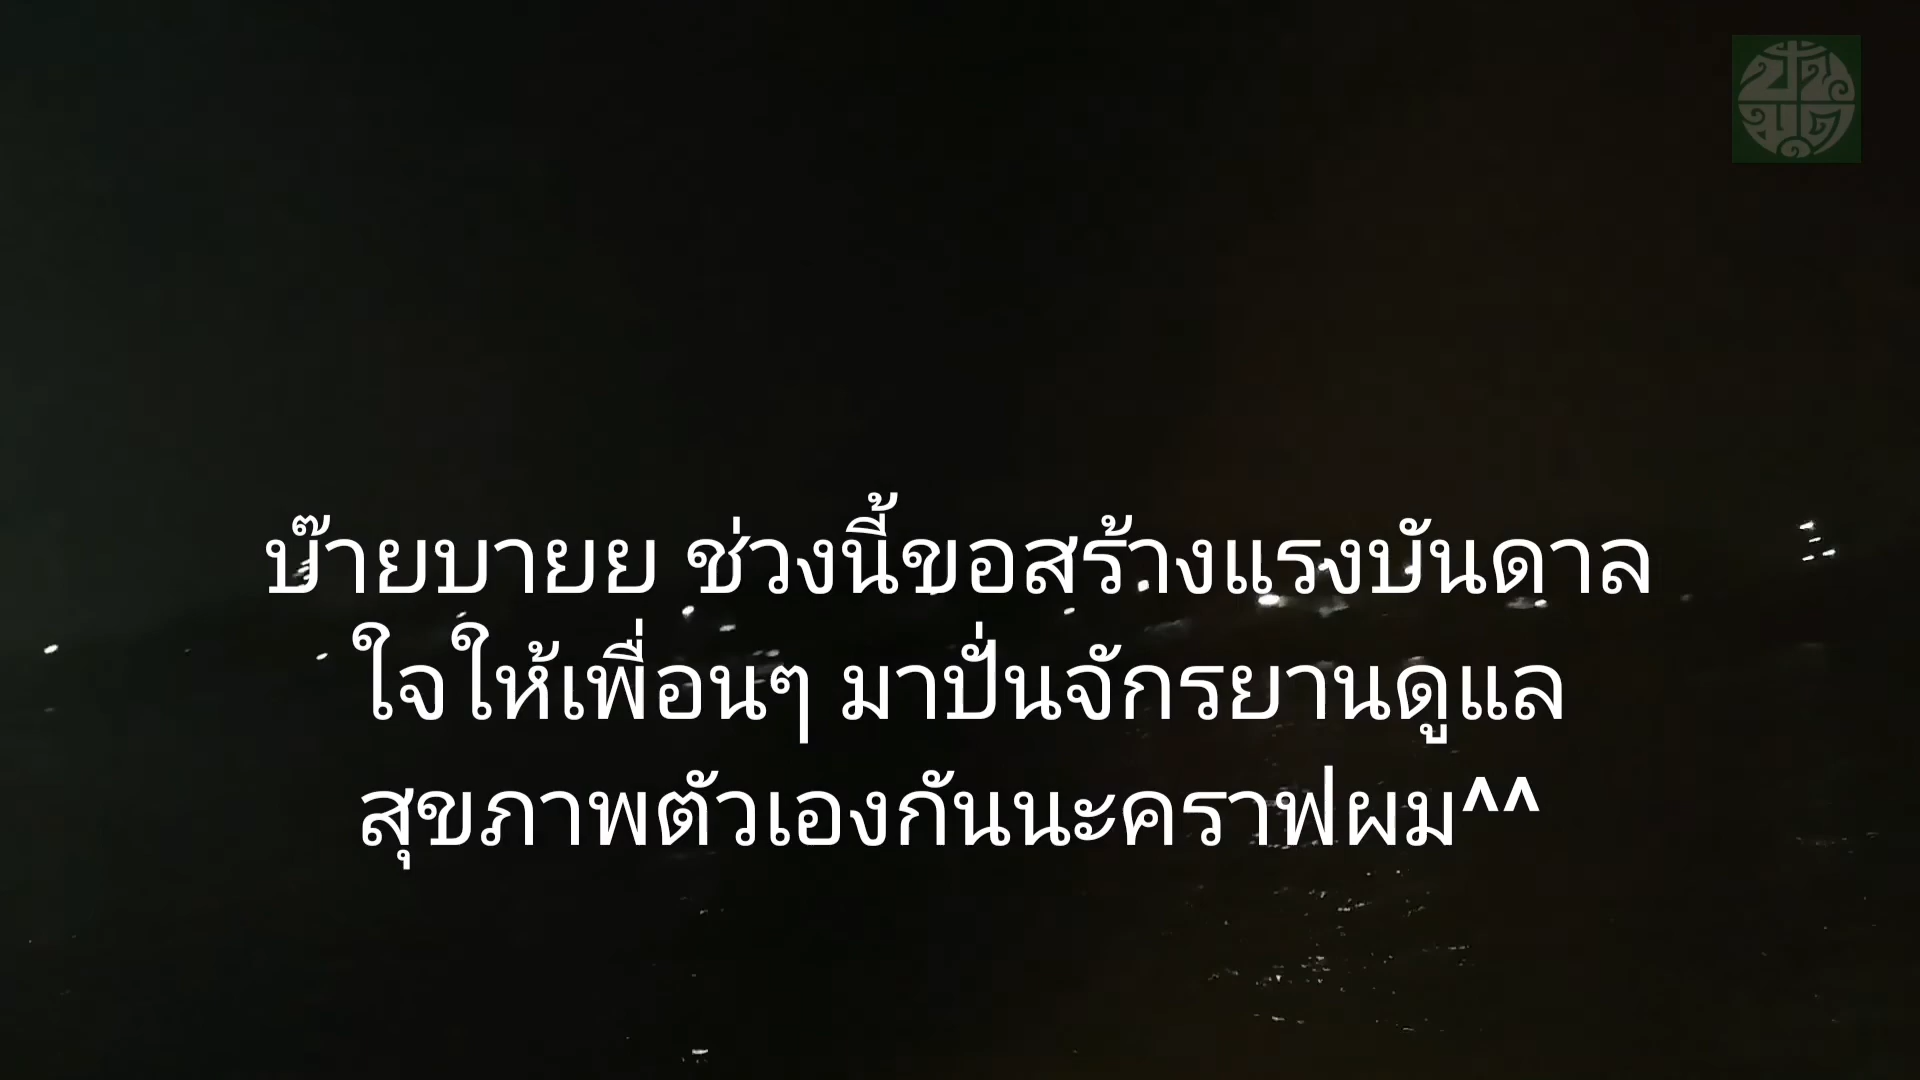 บ๊ายบายย ช่วงนี้ขอสร้างแรงบันดาล
ใจให้เพื่อนๆ มาปั่นจักรยานดูแล
สุขภาพตัวเองกันนะคราฟผม^^